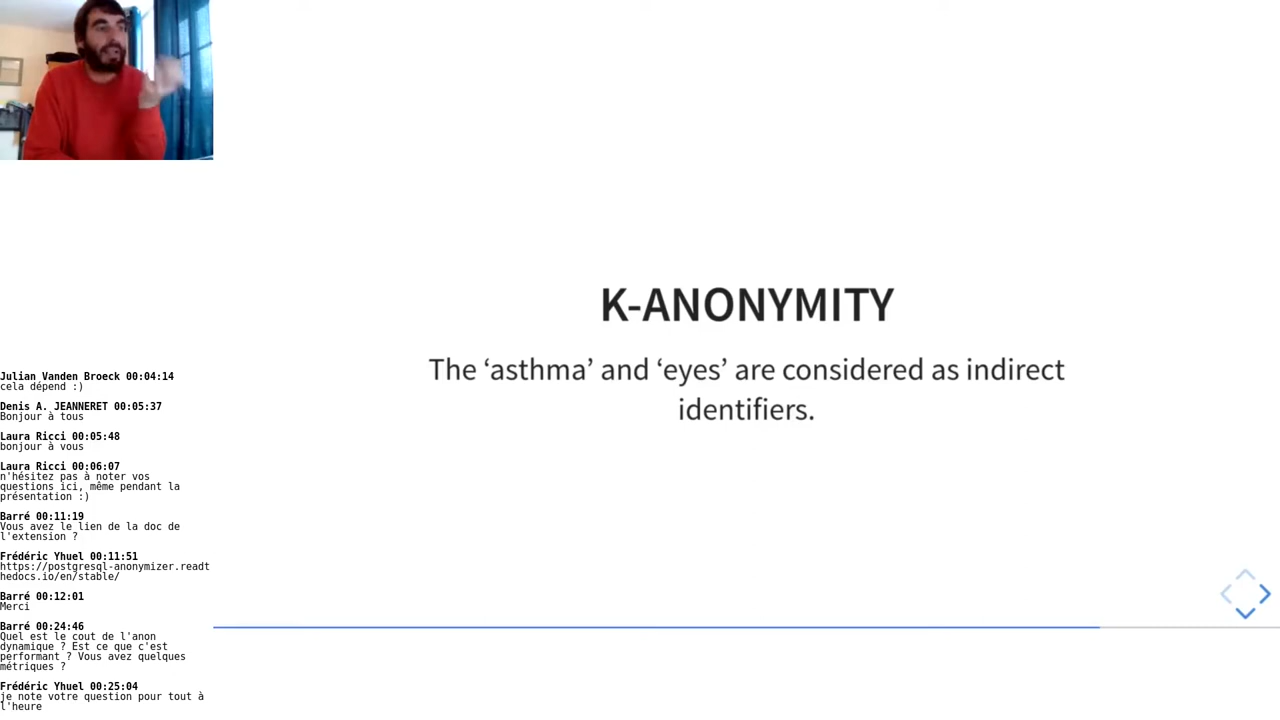 K-ANONYMITY
The ‘asthma’ and ‘eyes’ are considered as indirect
identifiers.
Julian Vanden Broeck 00:04:14
cela dépend :)
Denis A. JEANNERET 00:05:37
Bonjour à tous
Laura Ricci 00:05:48
bonjour à vous
Laura Ricci 00:06:07
n'hésitez pas à noter vos
questions ici, même pendant la
présentation :)
Barré 00:11:19
Vous avez le lien de la doc de
l'extension ?
Frédéric Yhuel 00:11:51
https://postgresql-anonymizer.readt
hedocs.io/en/stable/
Barré 00:12:01
Merci
Barré 00:24:46
Quel est le cout de l'anon
dynamique ? Est ce que c'est
performant ? Vous avez quelques
métriques ?
Frédéric Yhuel 00:25:04
je note votre question pour tout à
l'heure